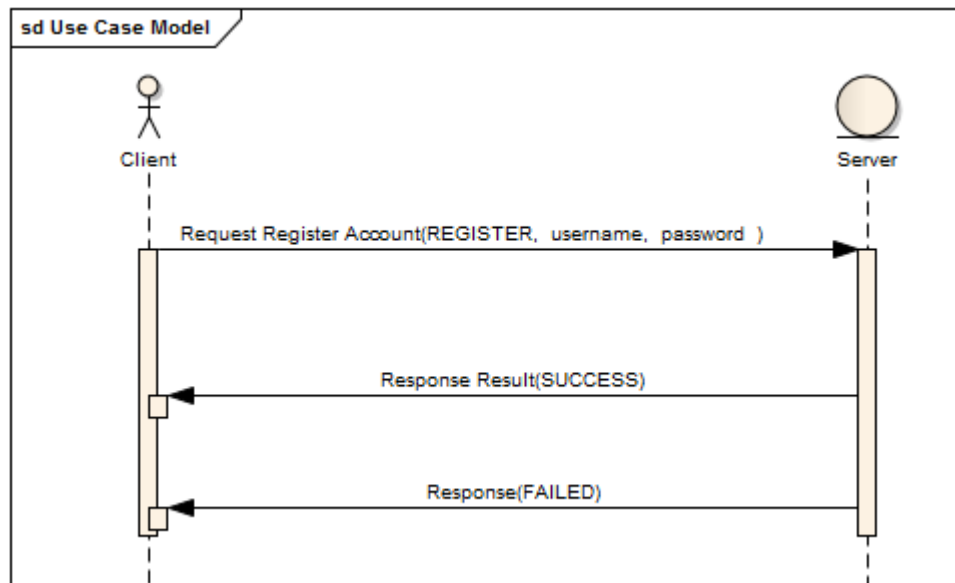 sd Use Case Model
Client
Server
Request Register Account(REGISTER, username, password )
Response Result(SUCCESS)
Response(FAILED)